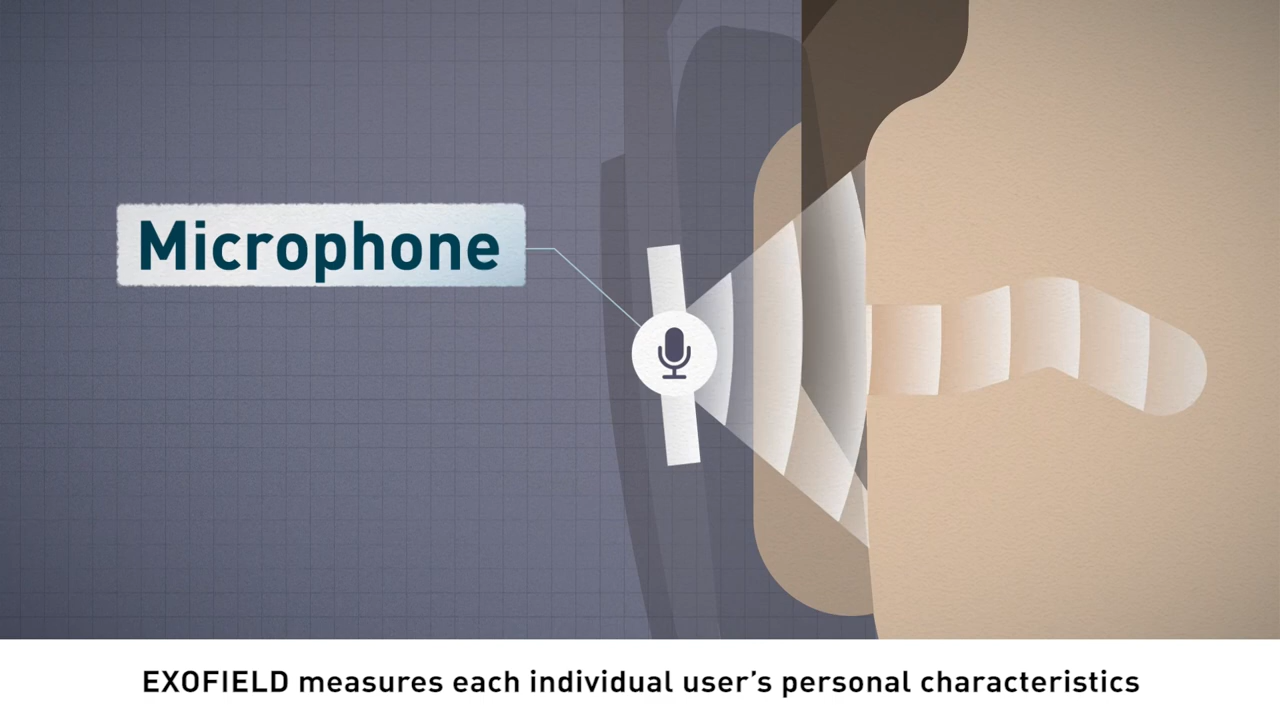 Microphone
EXOFIELD measures each individual user’s personal characteristics